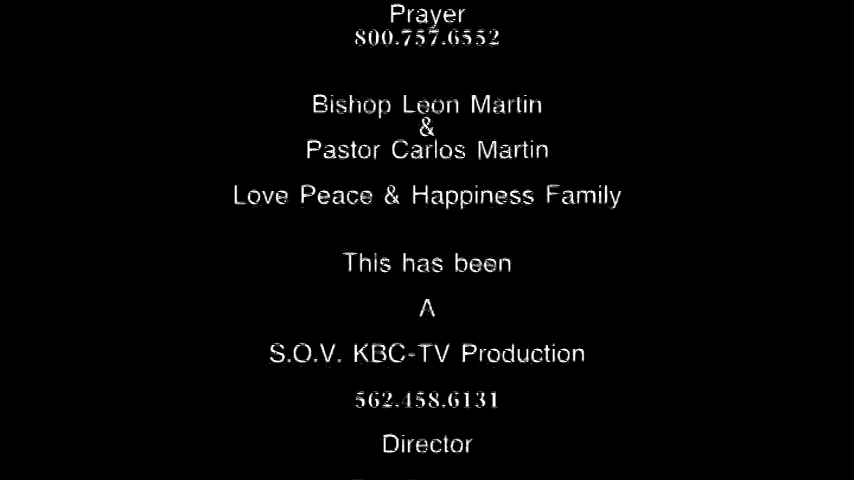 Prayer
800.757.6552
Bishop Leon Martin
&
Pastor Carlos Martin
Love Peace & Happiness Family
This has been
A
S.O.V. KBC-TV Production
562.458.6131
Director